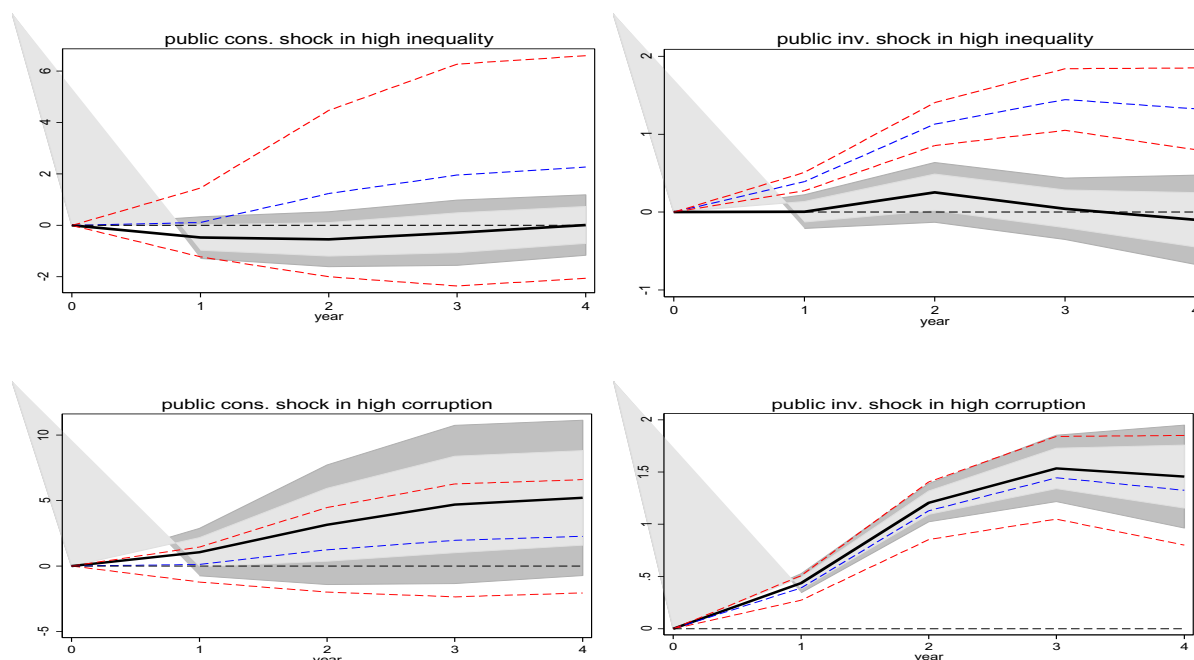 public cons. shock in high inequality
6
4
2
0
-2
0 1 2 3 4
year
public inv. shock in high inequality
2
1
0
-1
0 1 2 3 4
year
public cons. shock in high corruption
10
5
0
-5
0 1 2 3 4
year
public inv. shock in high corruption
2
1.5
1
.5
0
0 1 2 3 4
year